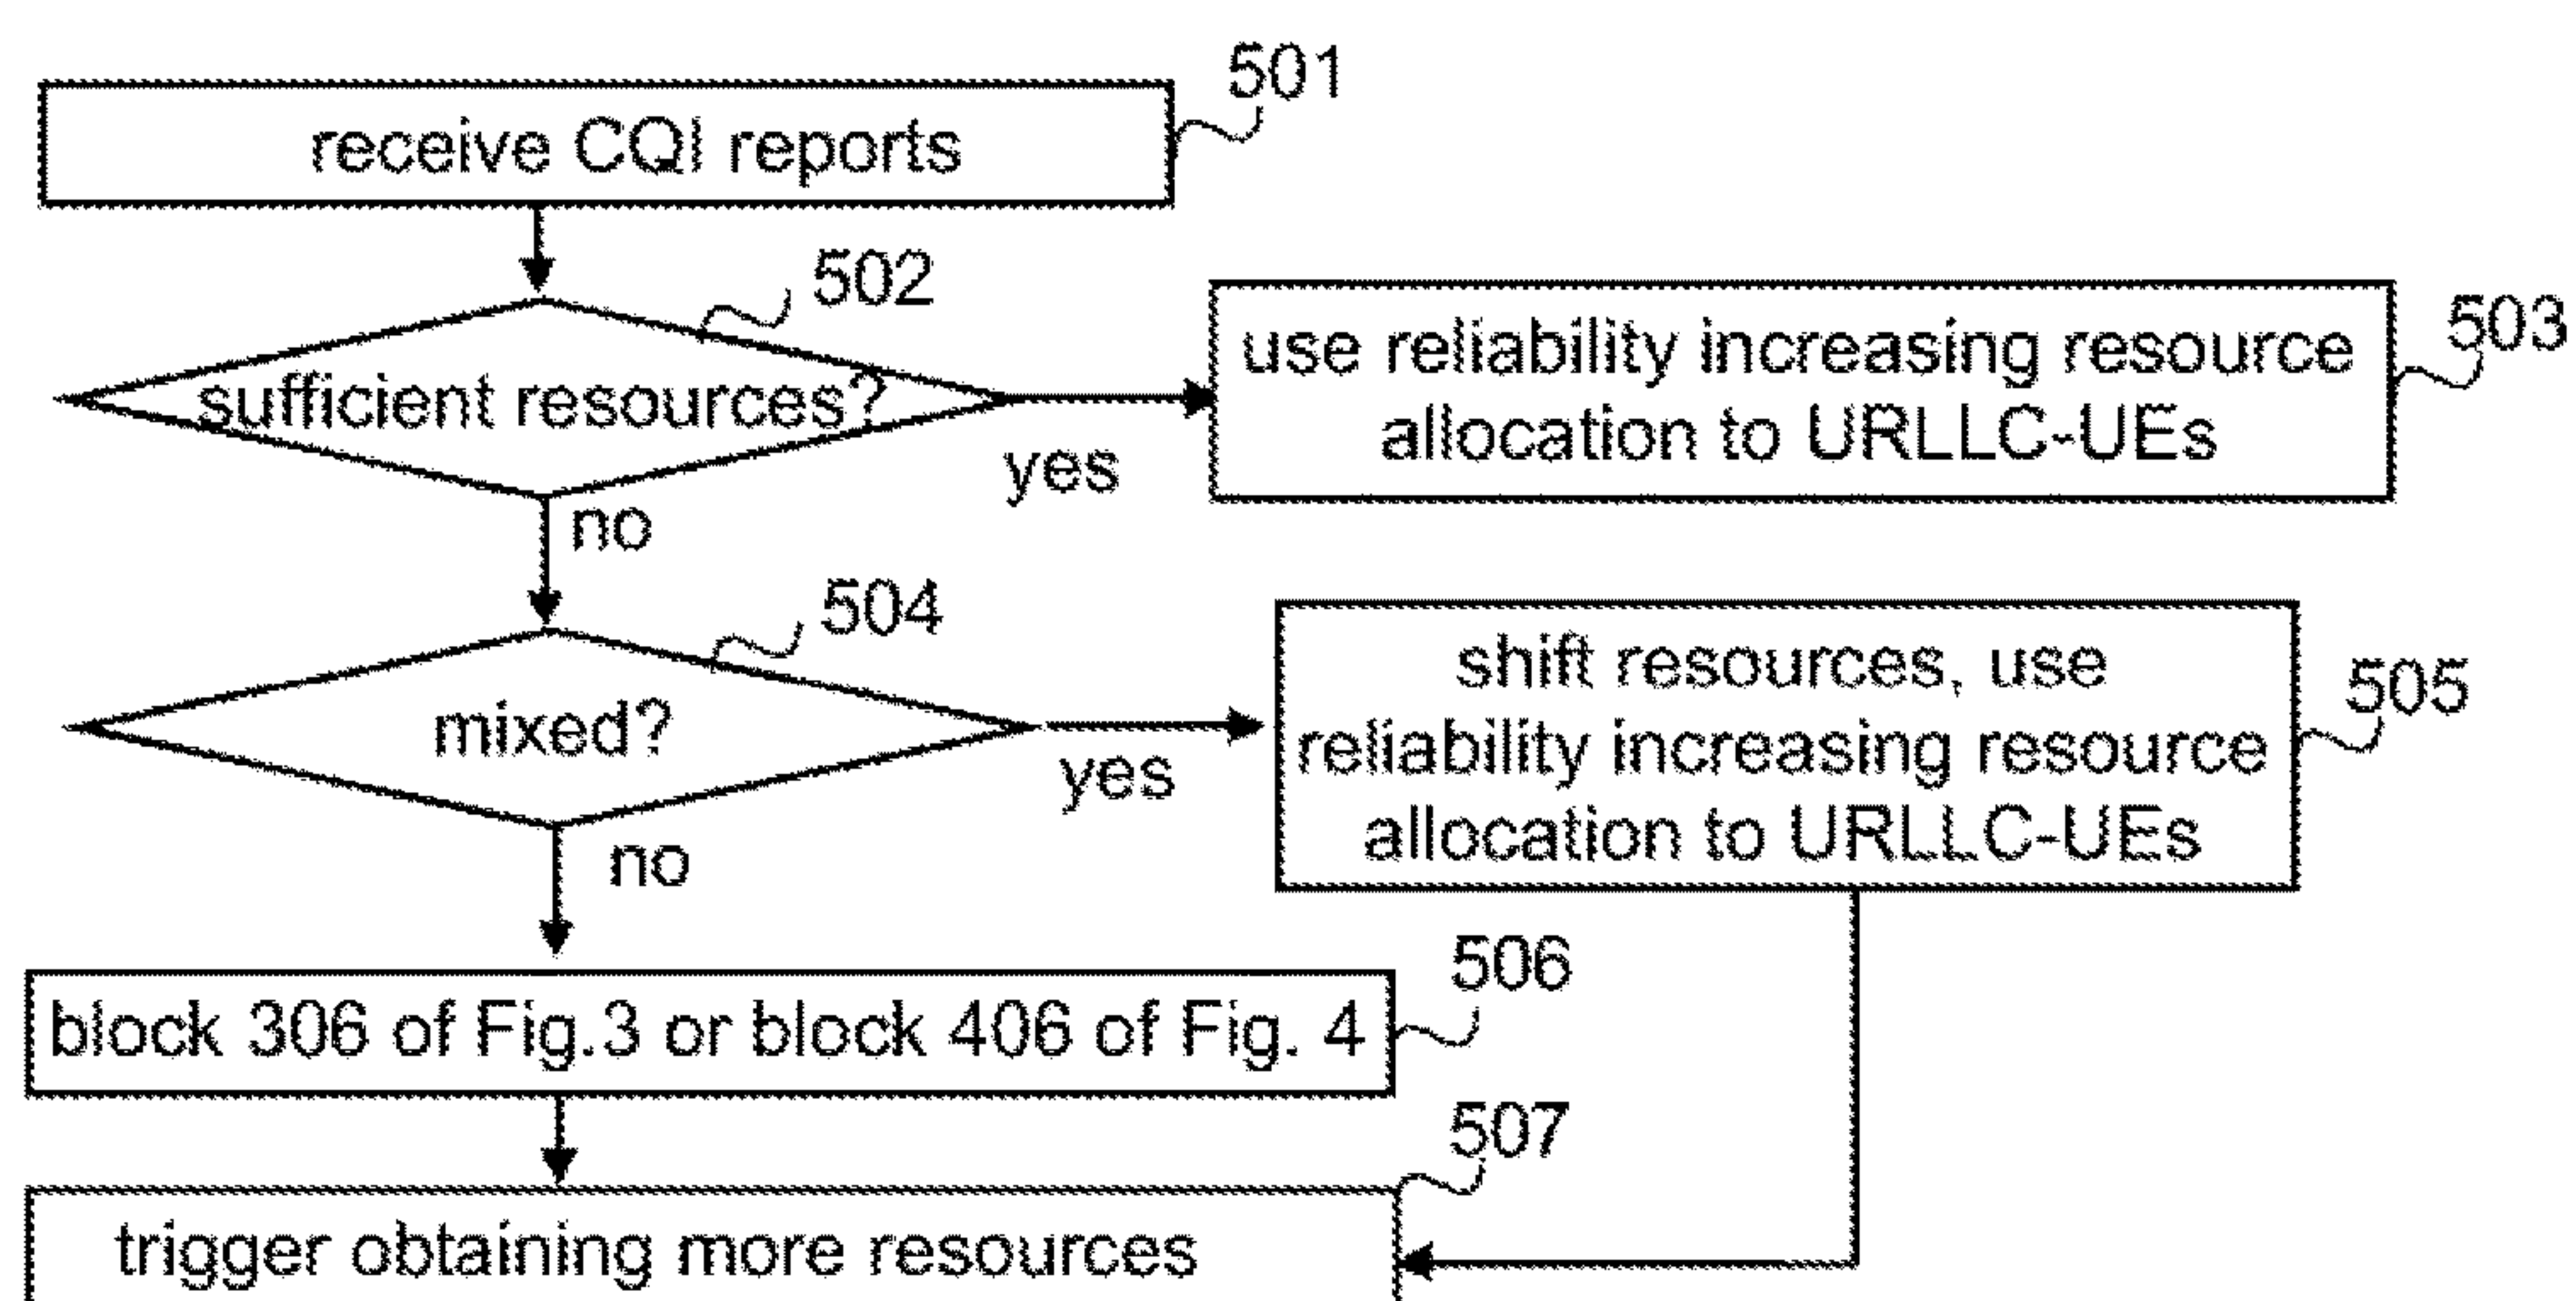 501
receive CQI reports
502
sufficient resources?
yes
503
use reliability increasing resource
allocation to URLLC-UEs
no
504
mixed?
yes
505
shift resources, use
reliability increasing resource
allocation to URLLC-UEs
no
506
block 306 of Fig.3 or block 406 of Fig. 4
507
trigger obtaining more resources